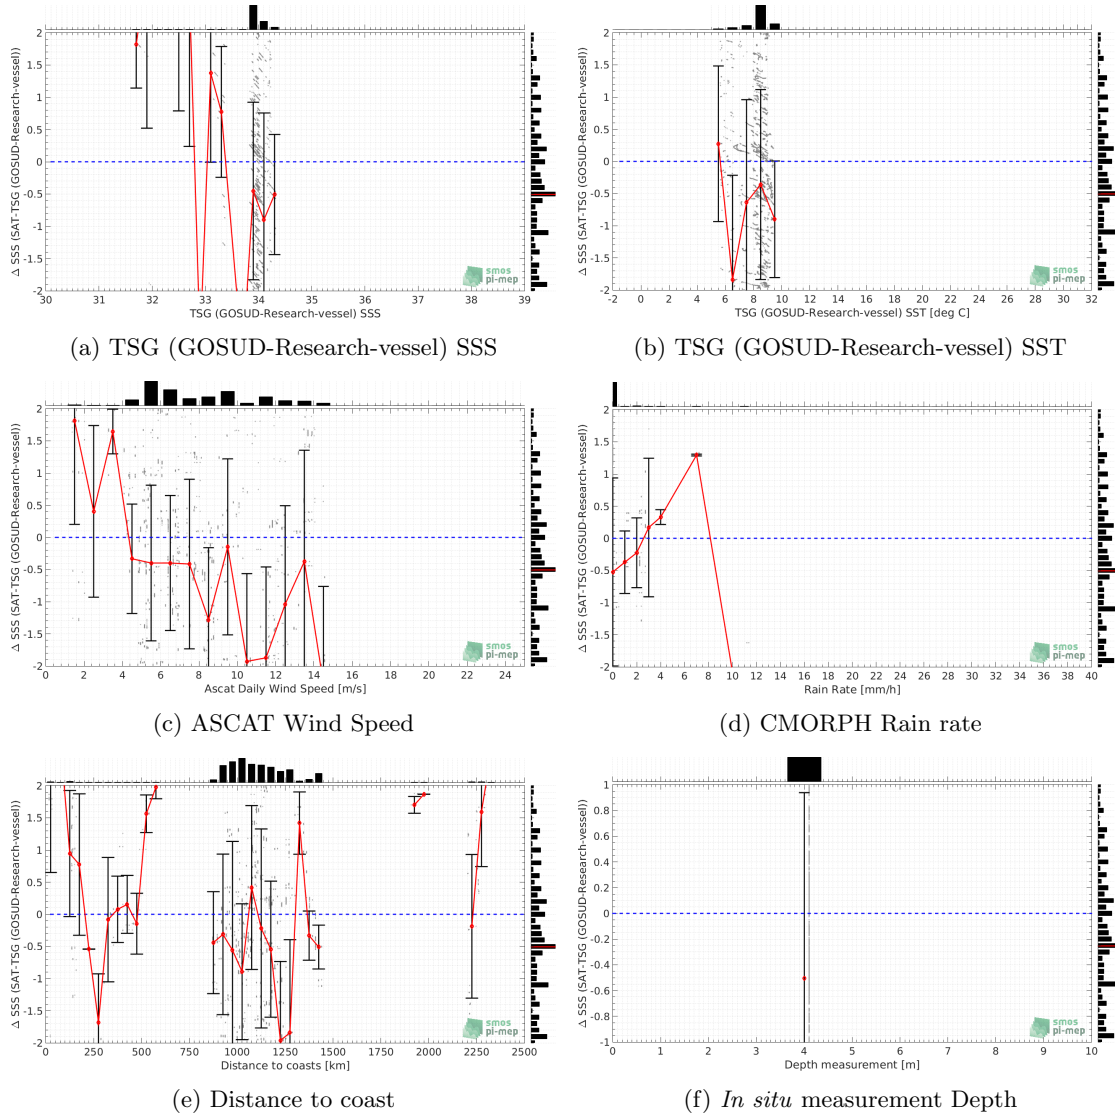 Δ SSS (SAT-TSG (GOSUD-Research-vessel))
2
1.5
1
0.5
0
-0.5
-1
-1.5
-2
30 31 32 33 34 35 36 37 38 39
TSG (GOSUD-Research-vessel) SSS
smos
pi-mep
(a) TSG (GOSUD-Research-vessel) SSS
Δ SSS (SAT-TSG (GOSUD-Research-vessel))
2
1.5
1
0.5
0
-0.5
-1
-1.5
-2
-2 0 2 4 6 8 10 12 14 16 18 20 22 24 26 28 30 32
TSG (GOSUD-Research-vessel) SST [deg C]
smos
pi-mep
(b) TSG (GOSUD-Research-vessel) SST
Δ SSS (SAT-TSG (GOSUD-Research-vessel))
2
1.5
1
0.5
0
-0.5
-1
-1.5
-2
0 2 4 6 8 10 12 14 16 18 20 22 24
Ascat Daily Wind Speed [m/s]
smos
pi-mep
(c) ASCAT Wind Speed
Δ SSS (SAT-TSG (GOSUD-Research-vessel))
2
1.5
1
0.5
0
-0.5
-1
-1.5
-2
0 2 4 6 8 10 12 14 16 18 20 22 24 26 28 30 32 34 36 38 40
Rain Rate [mm/h]
smos
pi-mep
(d) CMORPH Rain rate
Δ SSS (SAT-TSG (GOSUD-Research-vessel))
2
1.5
1
0.5
0
-0.5
-1
-1.5
-2
0 250 500 750 1000 1250 1500 1750 2000 2250 2500
Distance to coasts [km]
smos
pi-mep
(e) Distance to coast
Δ SSS (SAT-TSG (GOSUD-Research-vessel))
1
0.8
0.6
0.4
0.2
0
-0.2
-0.4
-0.6
-0.8
-1
0 1 2 3 4 5 6 7 8 9 10
Depth measurement [m]
smos
pi-mep
(f) In situ measurement Depth